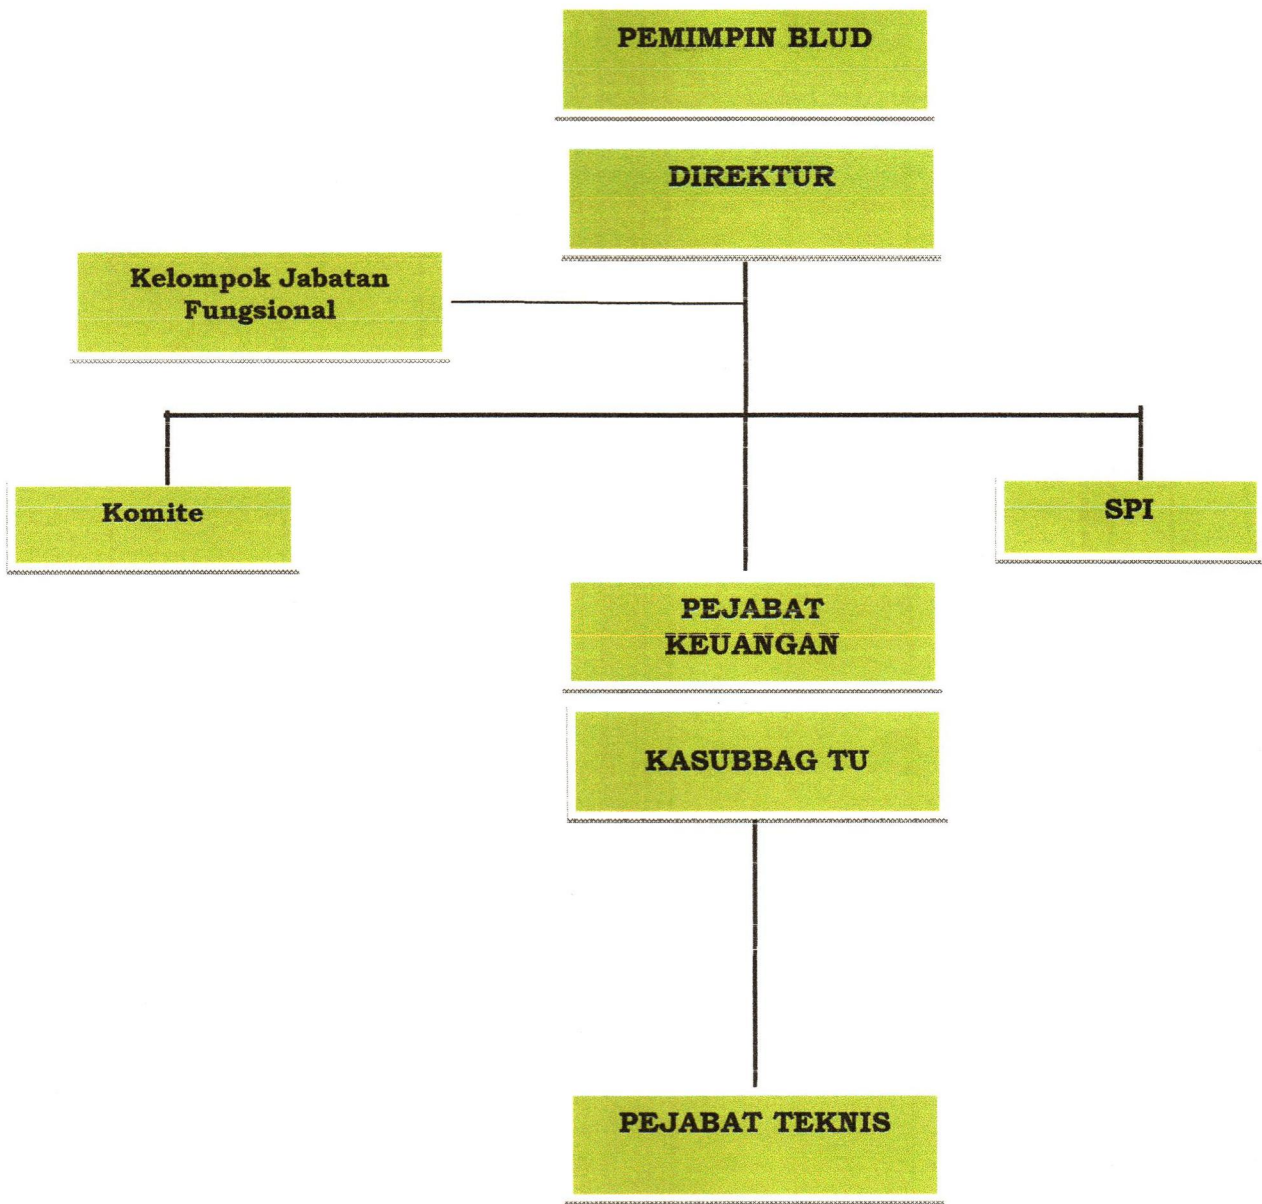 PEMIMPIN BLUD
DIREKTUR
Kelompok Jabatan
Fungsional
Komite
SPI
PEJABAT
KEUANGAN
KASUBBAG TU
PEJABAT TEKNIS